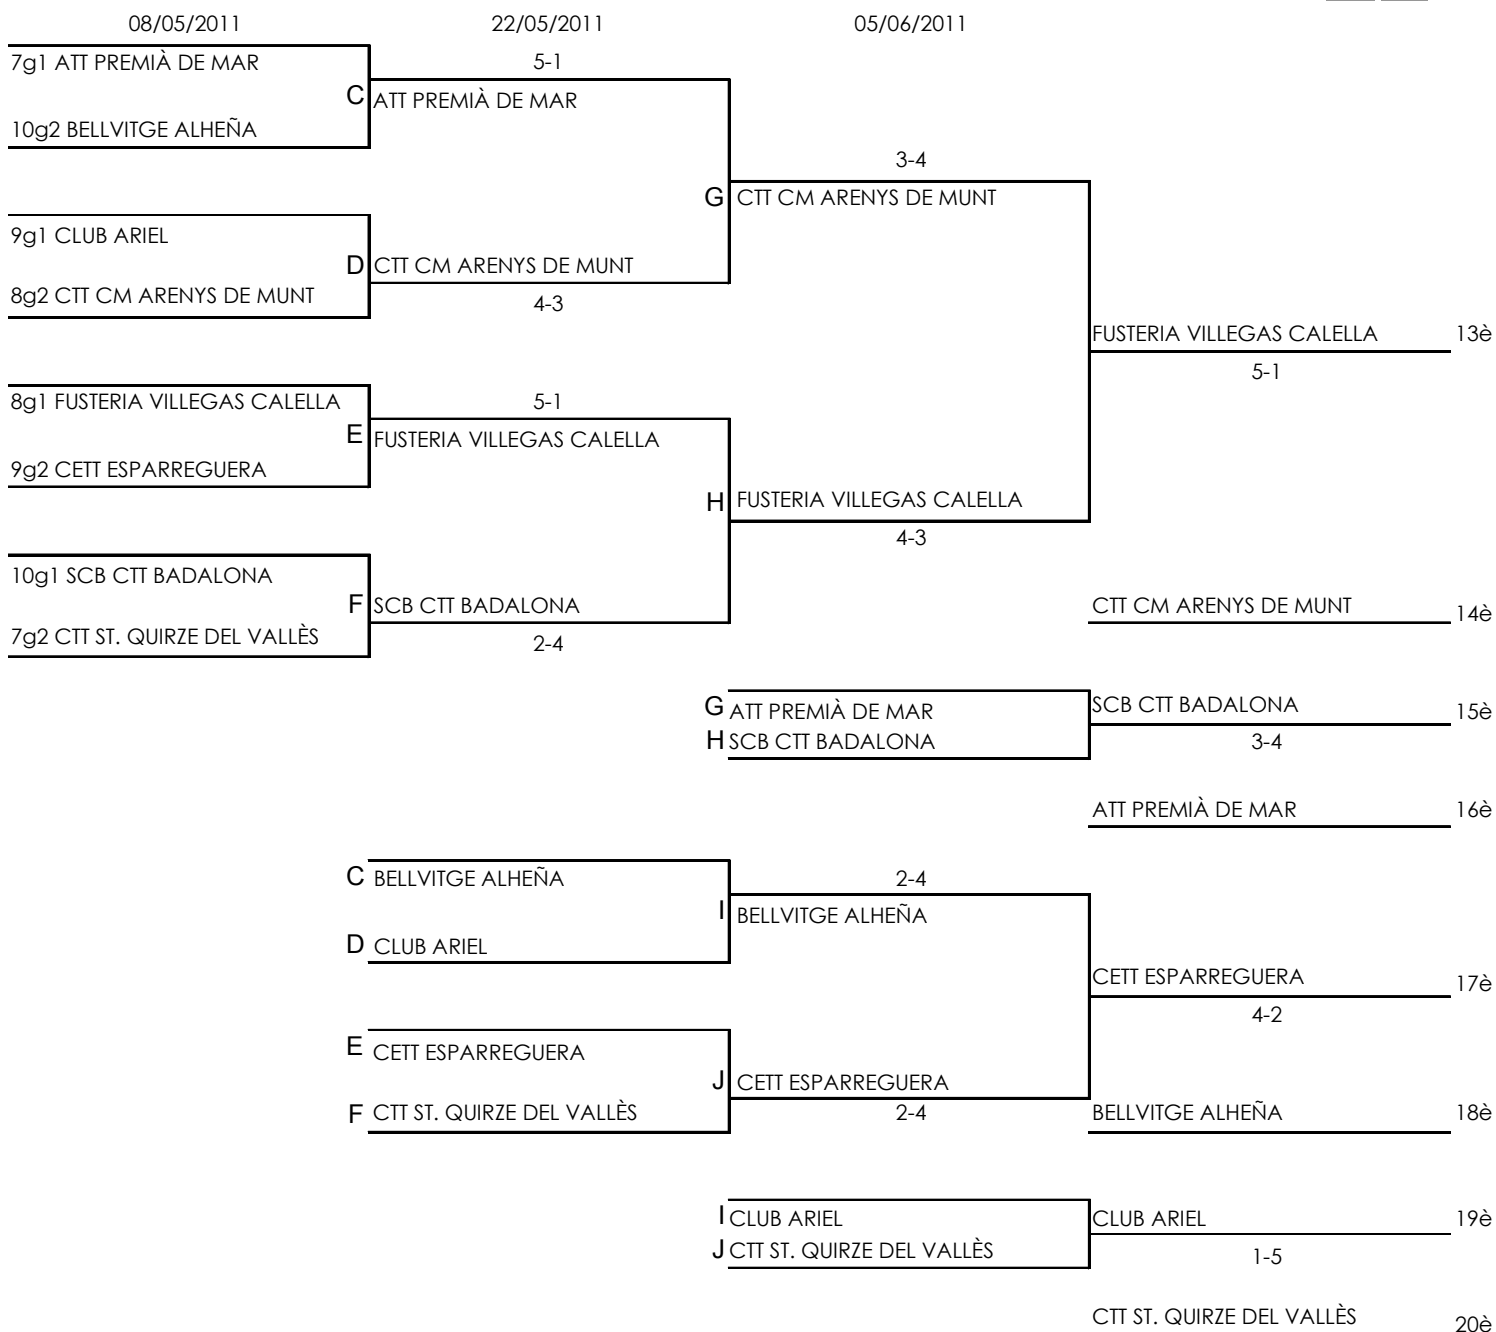 08/05/2011 22/05/2011 05/06/2011
7g1 ATT PREMIÀ DE MAR 5-1
C ATT PREMIÀ DE MAR
10g2 BELLVITGE ALHEÑA
3-4
G CTT CM ARENYS DE MUNT
9g1 CLUB ARIEL
D CTT CM ARENYS DE MUNT
8g2 CTT CM ARENYS DE MUNT 4-3
FUSTERIA VILLEGAS CALELLA 13è
5-1
8g1 FUSTERIA VILLEGAS CALELLA 5-1
E FUSTERIA VILLEGAS CALELLA
9g2 CETT ESPARREGUERA
H FUSTERIA VILLEGAS CALELLA
4-3
10g1 SCB CTT BADALONA
F SCB CTT BADALONA CTT CM ARENYS DE MUNT 14è
7g2 CTT ST. QUIRZE DEL VALLÈS 2-4
G ATT PREMIÀ DE MAR SCB CTT BADALONA 15è
H SCB CTT BADALONA 3-4
ATT PREMIÀ DE MAR 16è
C BELLVITGE ALHEÑA 2-4
I BELLVITGE ALHEÑA
D CLUB ARIEL
CETT ESPARREGUERA 17è
4-2
E CETT ESPARREGUERA
J CETT ESPARREGUERA
F CTT ST. QUIRZE DEL VALLÈS 2-4 BELLVITGE ALHEÑA 18è
I CLUB ARIEL CLUB ARIEL 19è
J CTT ST. QUIRZE DEL VALLÈS 1-5
CTT ST. QUIRZE DEL VALLÈS 20è